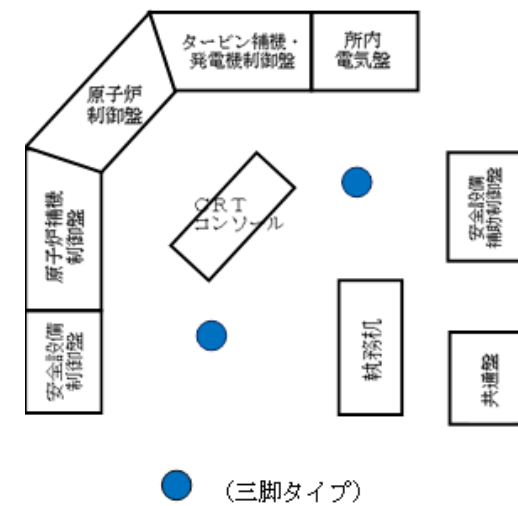 タービン補機・
発電機制御盤
所内
電気盤
原子炉
制御盤
原子炉補機
制御盤
安全設備
制御盤
CRT
コンソール
安全設備
補助制御盤
執務机
共通盤
(三脚タイプ)